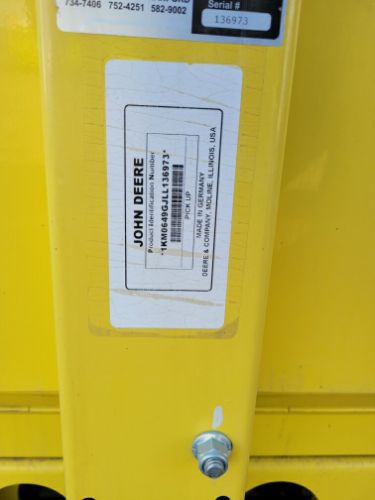 Serial #
734-7406 752-4251 582-9002
136973
JOHN DEERE
Product Identification Number
*1KM0649GJLL136973*
PICK UP
MADE IN GERMANY
DEERE & COMPANY, MOLINE, ILLINOIS, USA